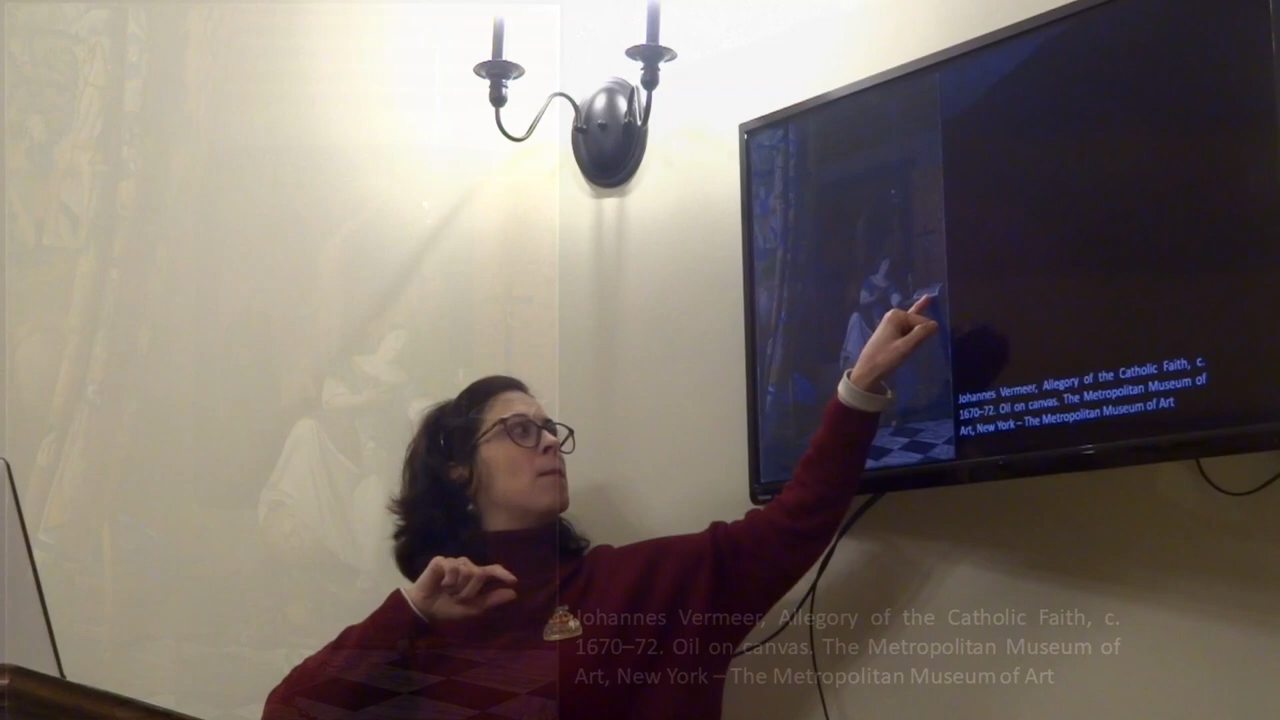 Johannes Vermeer, Allegory of the Catholic Faith, c.
1670–72. Oil on canvas. The Metropolitan Museum of
Art, New York – The Metropolitan Museum of Art
Johannes Vermeer, Allegory of the Catholic Faith, c.
1670–72. Oil on canvas. The Metropolitan Museum of
Art, New York – The Metropolitan Museum of Art